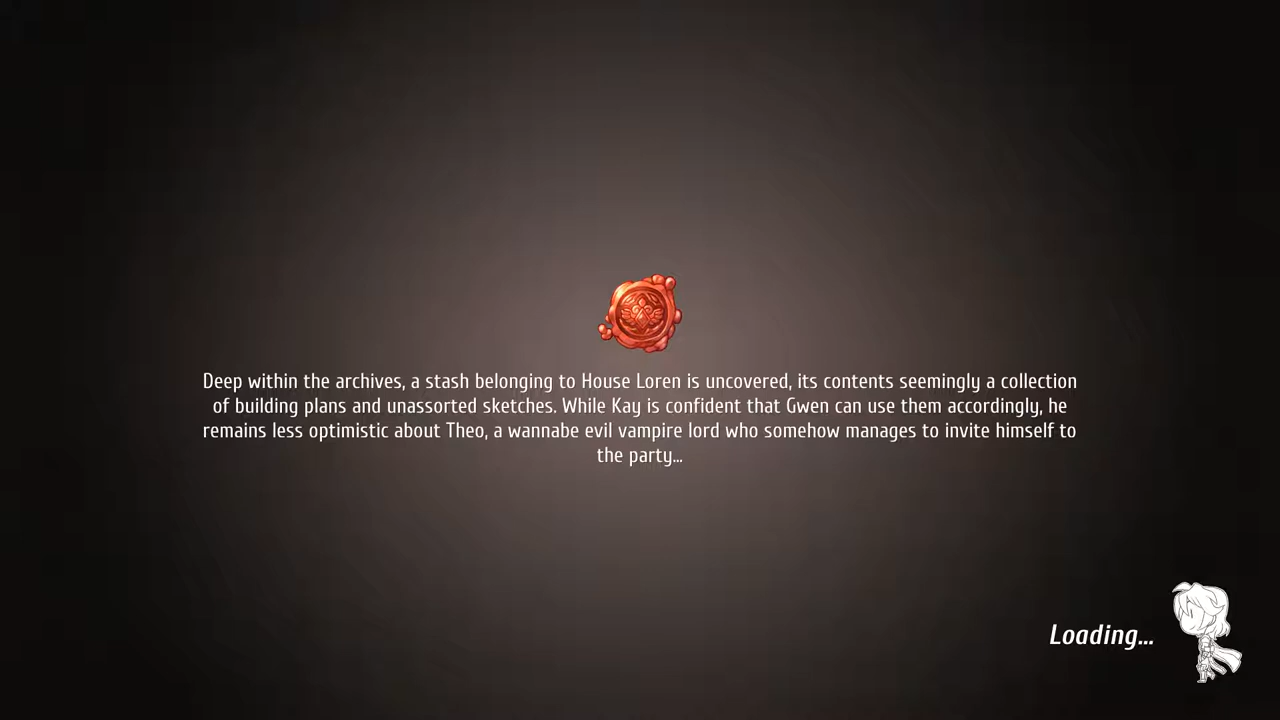 Deep within the archives, a stash belonging to House Loren is uncovered, its contents seemingly a collection
of building plans and unassorted sketches. While Kay is confident that Gwen can use them accordingly, he
remains less optimistic about Theo, a wannabe evil vampire lord who somehow manages to invite himself to
the party...
Loading...